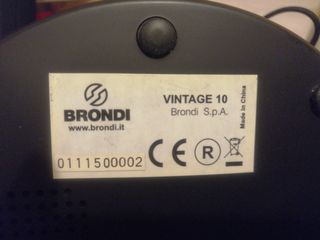 BRONDI
www.brondi.it
VINTAGE 10
Brondi S.p.A.
Made in China
0111500002
CE
R